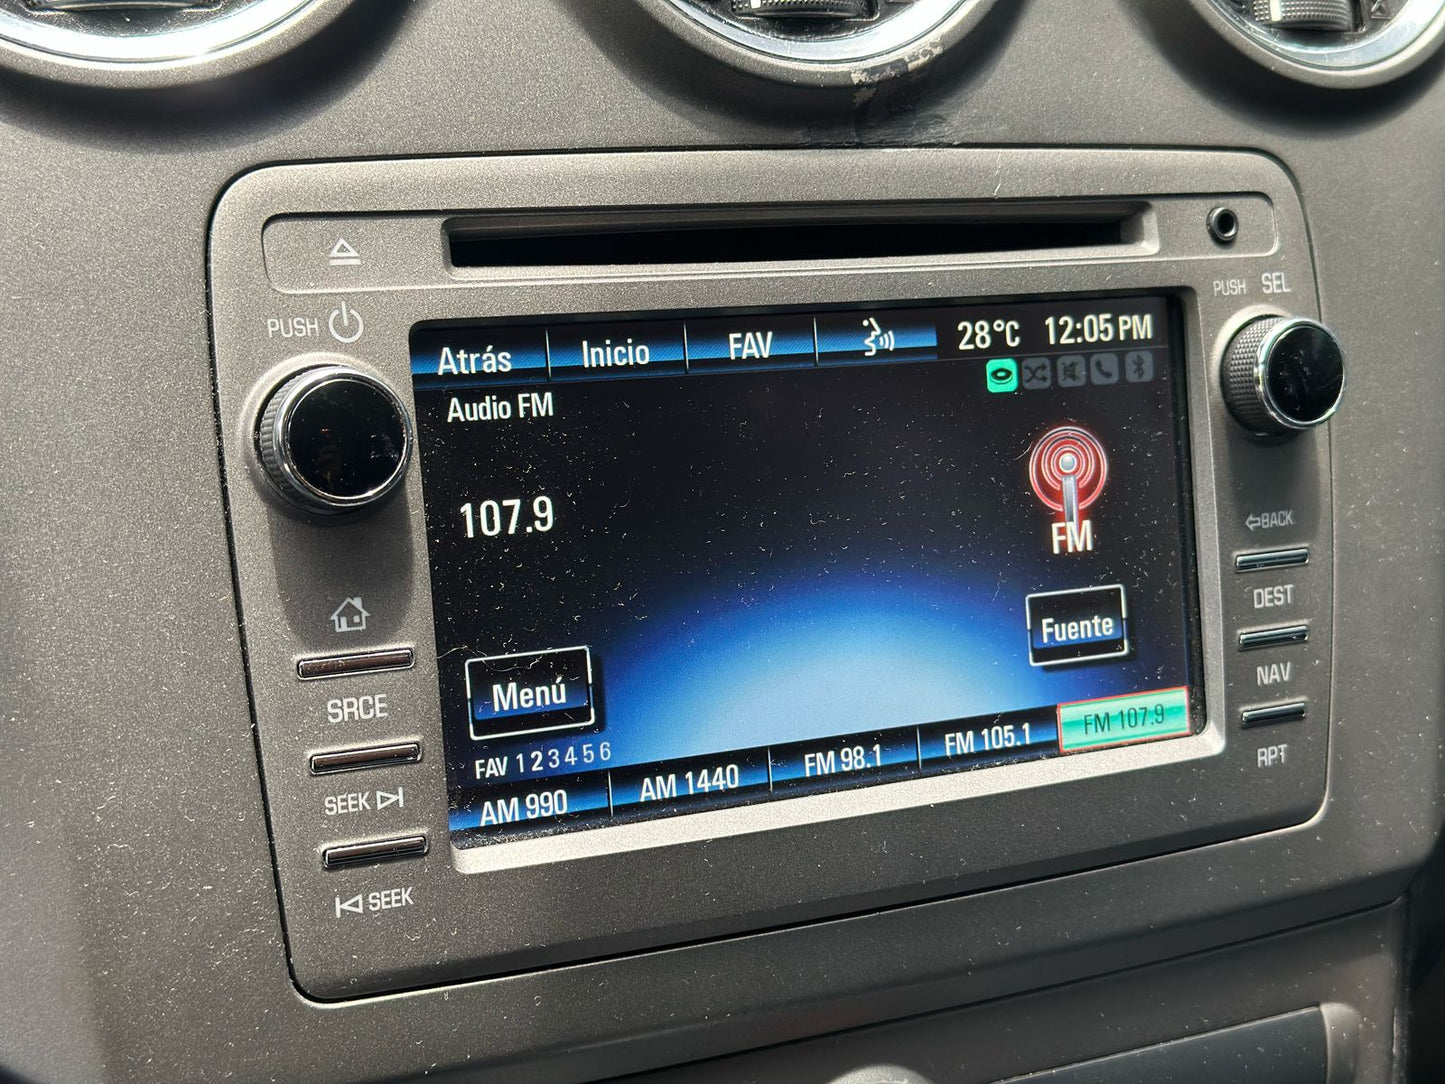 PUSH
PUSH SEL
Atrás Inicio FAV 28°C 12:05 PM
Audio FM
107.9
FM
BACK
DEST
Fuente
NAV
Menú
SRCE
FAV 1 2 3 4 5 6
AM 990 AM 1440 FM 98.1 FM 105.1 FM 107.9
RPT
SEEK
SEEK